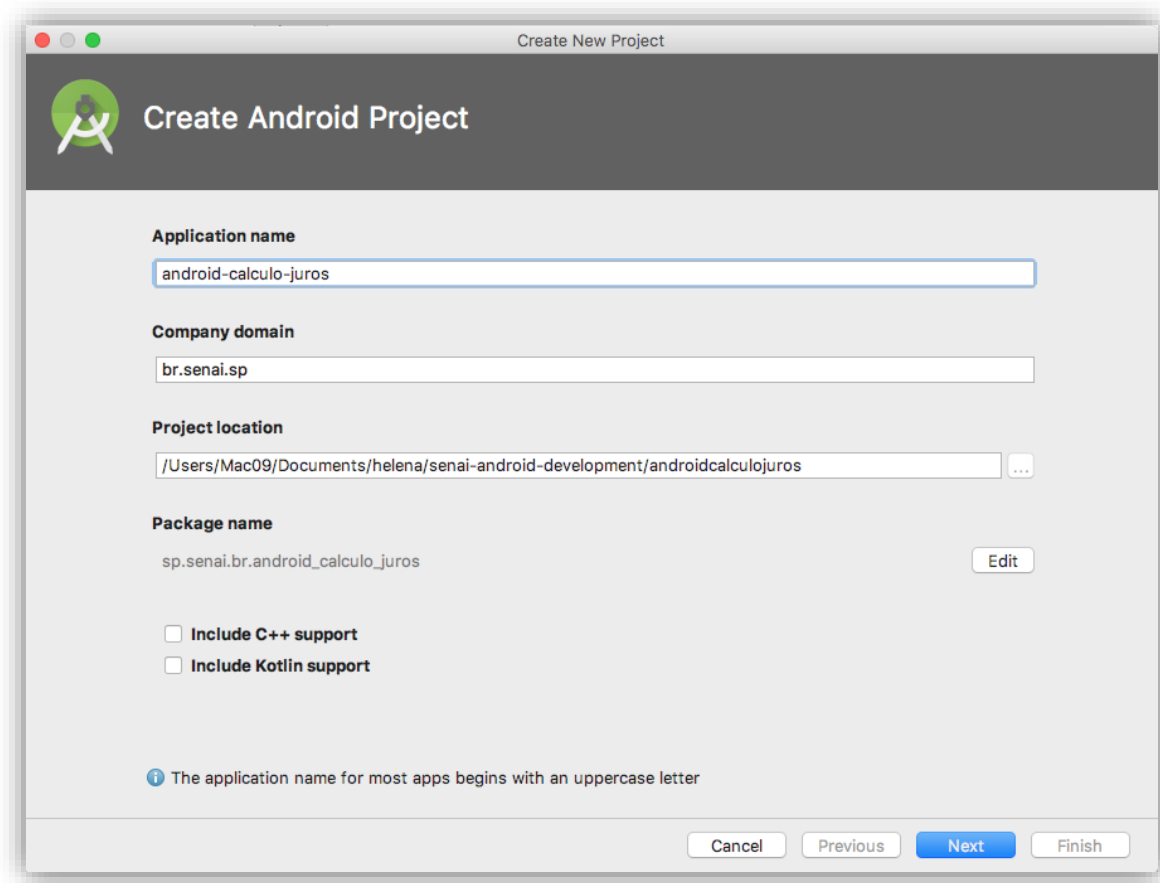 Create New Project
Create Android Project
Application name
android-calculo-juros
Company domain
br.senai.sp
Project location
/Users/Mac09/Documents/helena/senai-android-development/androidcalculojuros
...
Package name
sp.senai.br.android_calculo_juros
Edit
Include C++ support
Include Kotlin support
The application name for most apps begins with an uppercase letter
Cancel Previous Next Finish